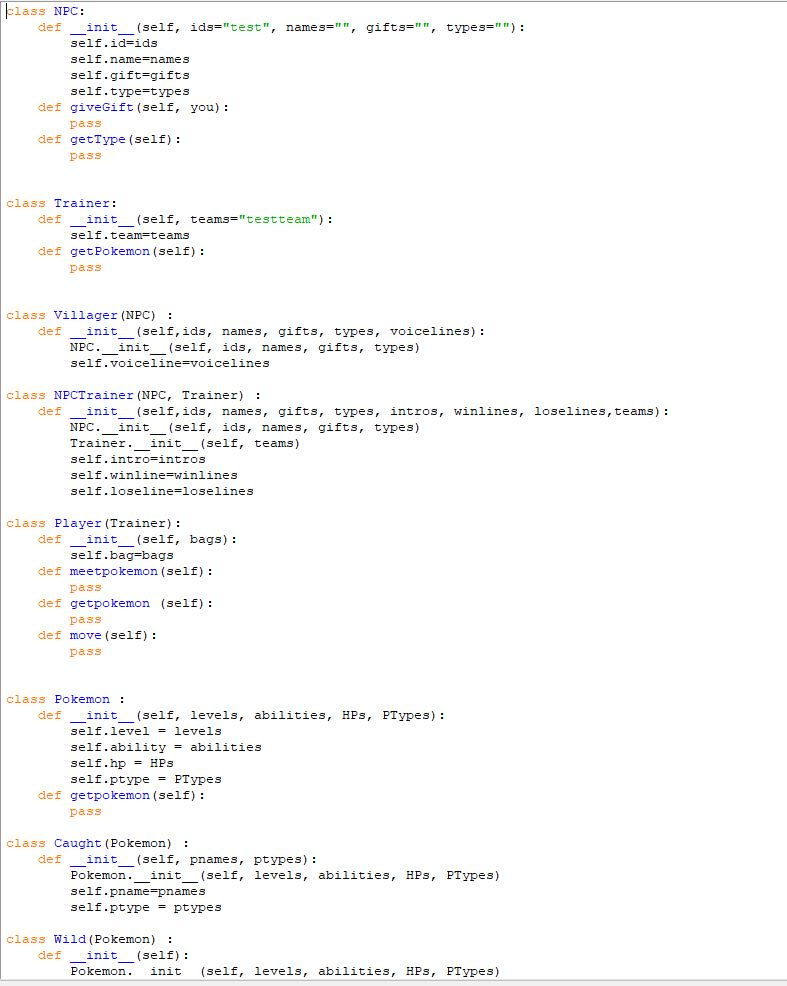 class NPC:
    def __init__(self, ids="test", names="", gifts="", types=""):
        self.id=ids
        self.name=names
        self.gift=gifts
        self.type=types
    def giveGift(self, you):
        pass
    def getType(self):
        pass
class Trainer:
    def __init__(self, teams="testteam"):
        self.team=teams
    def getPokemon(self):
        pass
class Villager(NPC) :
    def __init__(self,ids, names, gifts, types, voicelines):
        NPC.__init__(self, ids, names, gifts, types)
        self.voiceline=voicelines
class NPCTrainer(NPC, Trainer) :
    def __init__(self,ids, names, gifts, types, intros, winlines, loselines,teams):
        NPC.__init__(self, ids, names, gifts, types)
        Trainer.__init__(self, teams)
        self.intro=intros
        self.winline=winlines
        self.loseline=loselines
class Player(Trainer):
    def __init__(self, bags):
        self.bag=bags
    def meetpokemon(self):
        pass
    def getpokemon (self):
        pass
    def move(self):
        pass
class Pokemon :
    def __init__(self, levels, abilities, HPs, PTypes):
        self.level = levels
        self.ability = abilities
        self.hp = HPs
        self.ptype = PTypes
    def getpokemon(self):
        pass
class Caught(Pokemon) :
    def __init__(self, pnames, ptypes):
        Pokemon.__init__(self, levels, abilities, HPs, PTypes)
        self.pname=pnames
        self.ptype = ptypes
class Wild(Pokemon) :
    def __init__(self):
        Pokemon.__init__(self, levels, abilities, HPs, PTypes)